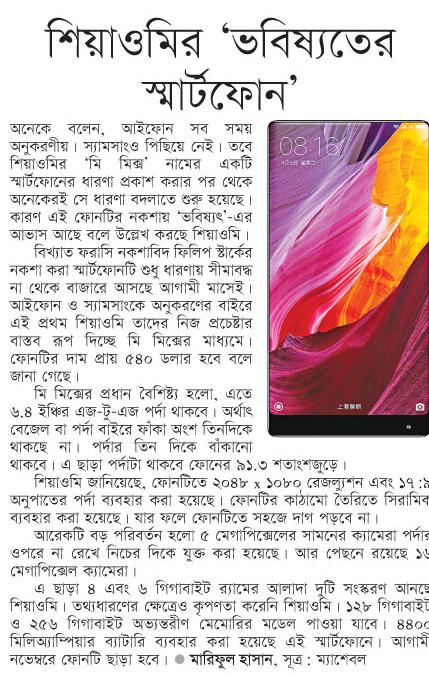 শিয়াওমির ‘ভবিষ্যতের
স্মার্টফোন’
অনেকে বলেন, আইফোন সব সময়
অনুকরণীয়। স্যামসাংও পিছিয়ে নেই। তবে
শিয়াওমির ‘মি মিক্স’ নামের একটি
স্মার্টফোনের ধারণা প্রকাশ করার পর থেকে
অনেকেরই সে ধারণা বদলাতে শুরু হয়েছে।
কারণ এই ফোনটির নকশায় ‘ভবিষ্যৎ’-এর
আভাস আছে বলে উল্লেখ করছে শিয়াওমি।
বিখ্যাত ফরাসি নকশাবিদ ফিলিপ স্টার্কের
নকশা করা স্মার্টফোনটি শুধু ধারণায় সীমাবদ্ধ
না থেকে বাজারে আসছে আগামী মাসেই।
আইফোন ও স্যামসাংকে অনুকরণের বাইরে
এই প্রথম শিয়াওমি তাদের নিজ প্রচেষ্টার
বাস্তব রূপ দিচ্ছে মি মিক্সের মাধ্যমে।
ফোনটির দাম প্রায় ৫৪০ ডলার হবে বলে
জানা গেছে।
মি মিক্সের প্রধান বৈশিষ্ট্য হলো, এতে
৬.৪ ইঞ্চির এজ-টু-এজ পর্দা থাকবে। অর্থাৎ
বেজেল বা পর্দা বাইরে ফাঁকা অংশ তিনদিকে
থাকছে না। পর্দার তিন দিকে বাঁকানো
থাকবে। এ ছাড়া পর্দাটা থাকবে ফোনের ৯১.৩ শতাংশজুড়ে।
শিয়াওমি জানিয়েছে, ফোনটিতে ২০৪৮ x ১০৮০ রেজল্যুশন এবং ১৭ :৯
অনুপাতের পর্দা ব্যবহার করা হয়েছে। ফোনটির কাঠামো তৈরিতে সিরামিক
ব্যবহার করা হয়েছে। যার ফলে ফোনটিতে সহজে দাগ পড়বে না।
আরেকটি বড় পরিবর্তন হলো ৫ মেগাপিক্সেলের সামনের ক্যামেরা পর্দার
ওপরে না রেখে নিচের দিকে যুক্ত করা হয়েছে। আর পেছনে রয়েছে ১৬
মেগাপিক্সেল ক্যামেরা।
এ ছাড়া ৪ এবং ৬ গিগাবাইট র‍্যামের আলাদা দুটি সংস্করণ আনছে
শিয়াওমি। তথ্যধারণের ক্ষেত্রেও কৃপণতা করেনি শিয়াওমি। ১২৮ গিগাবাইট
ও ২৫৬ গিগাবাইট অভ্যন্তরীণ মেমোরির মডেল পাওয়া যাবে। ৪৪০০
মিলিঅ্যাম্পিয়ার ব্যাটারি ব্যবহার করা হয়েছে এই স্মার্টফোনে। আগামী
নভেম্বরে ফোনটি ছাড়া হবে। ● মারিফুল হাসান, সূত্র : ম্যাশেবল
08:16
上滑解锁